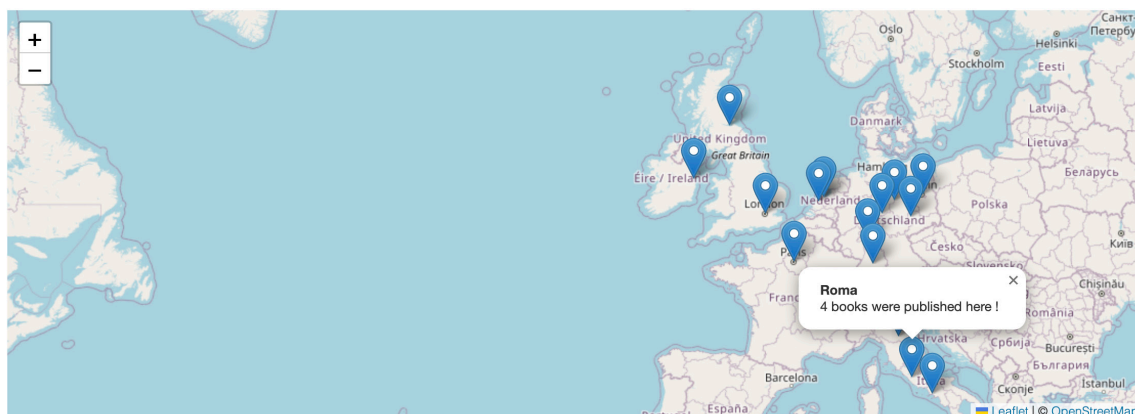 +
−
Oslo
Санкт-
Петербу
Helsinki
Stockholm
Eesti
Latvija
Danmark
Lietuva
United Kingdom
Great Britain
Éire / Ireland
Беларусь
Nederland
Polska
Deutschland
London
Київ
Česko
Paris
Slovensko
Roma
×
4 books were published here !
Chișinău
România
Franc
Hrvatska
Србија
București
България
Barcelona
Скопје
Istanbul
Italia
España
Leaflet | © OpenStreetMap